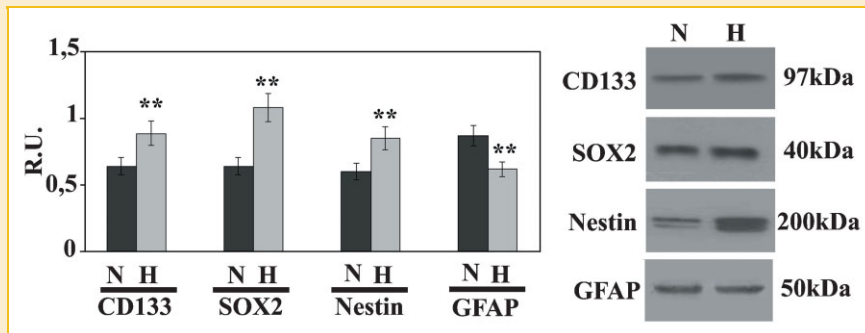 R.U.
1,5
1
0,5
0
**
**
**
**
N H N H N H N H
CD133 SOX2 Nestin GFAP
N H
CD133 97kDa
SOX2 40kDa
Nestin 200kDa
GFAP 50kDa